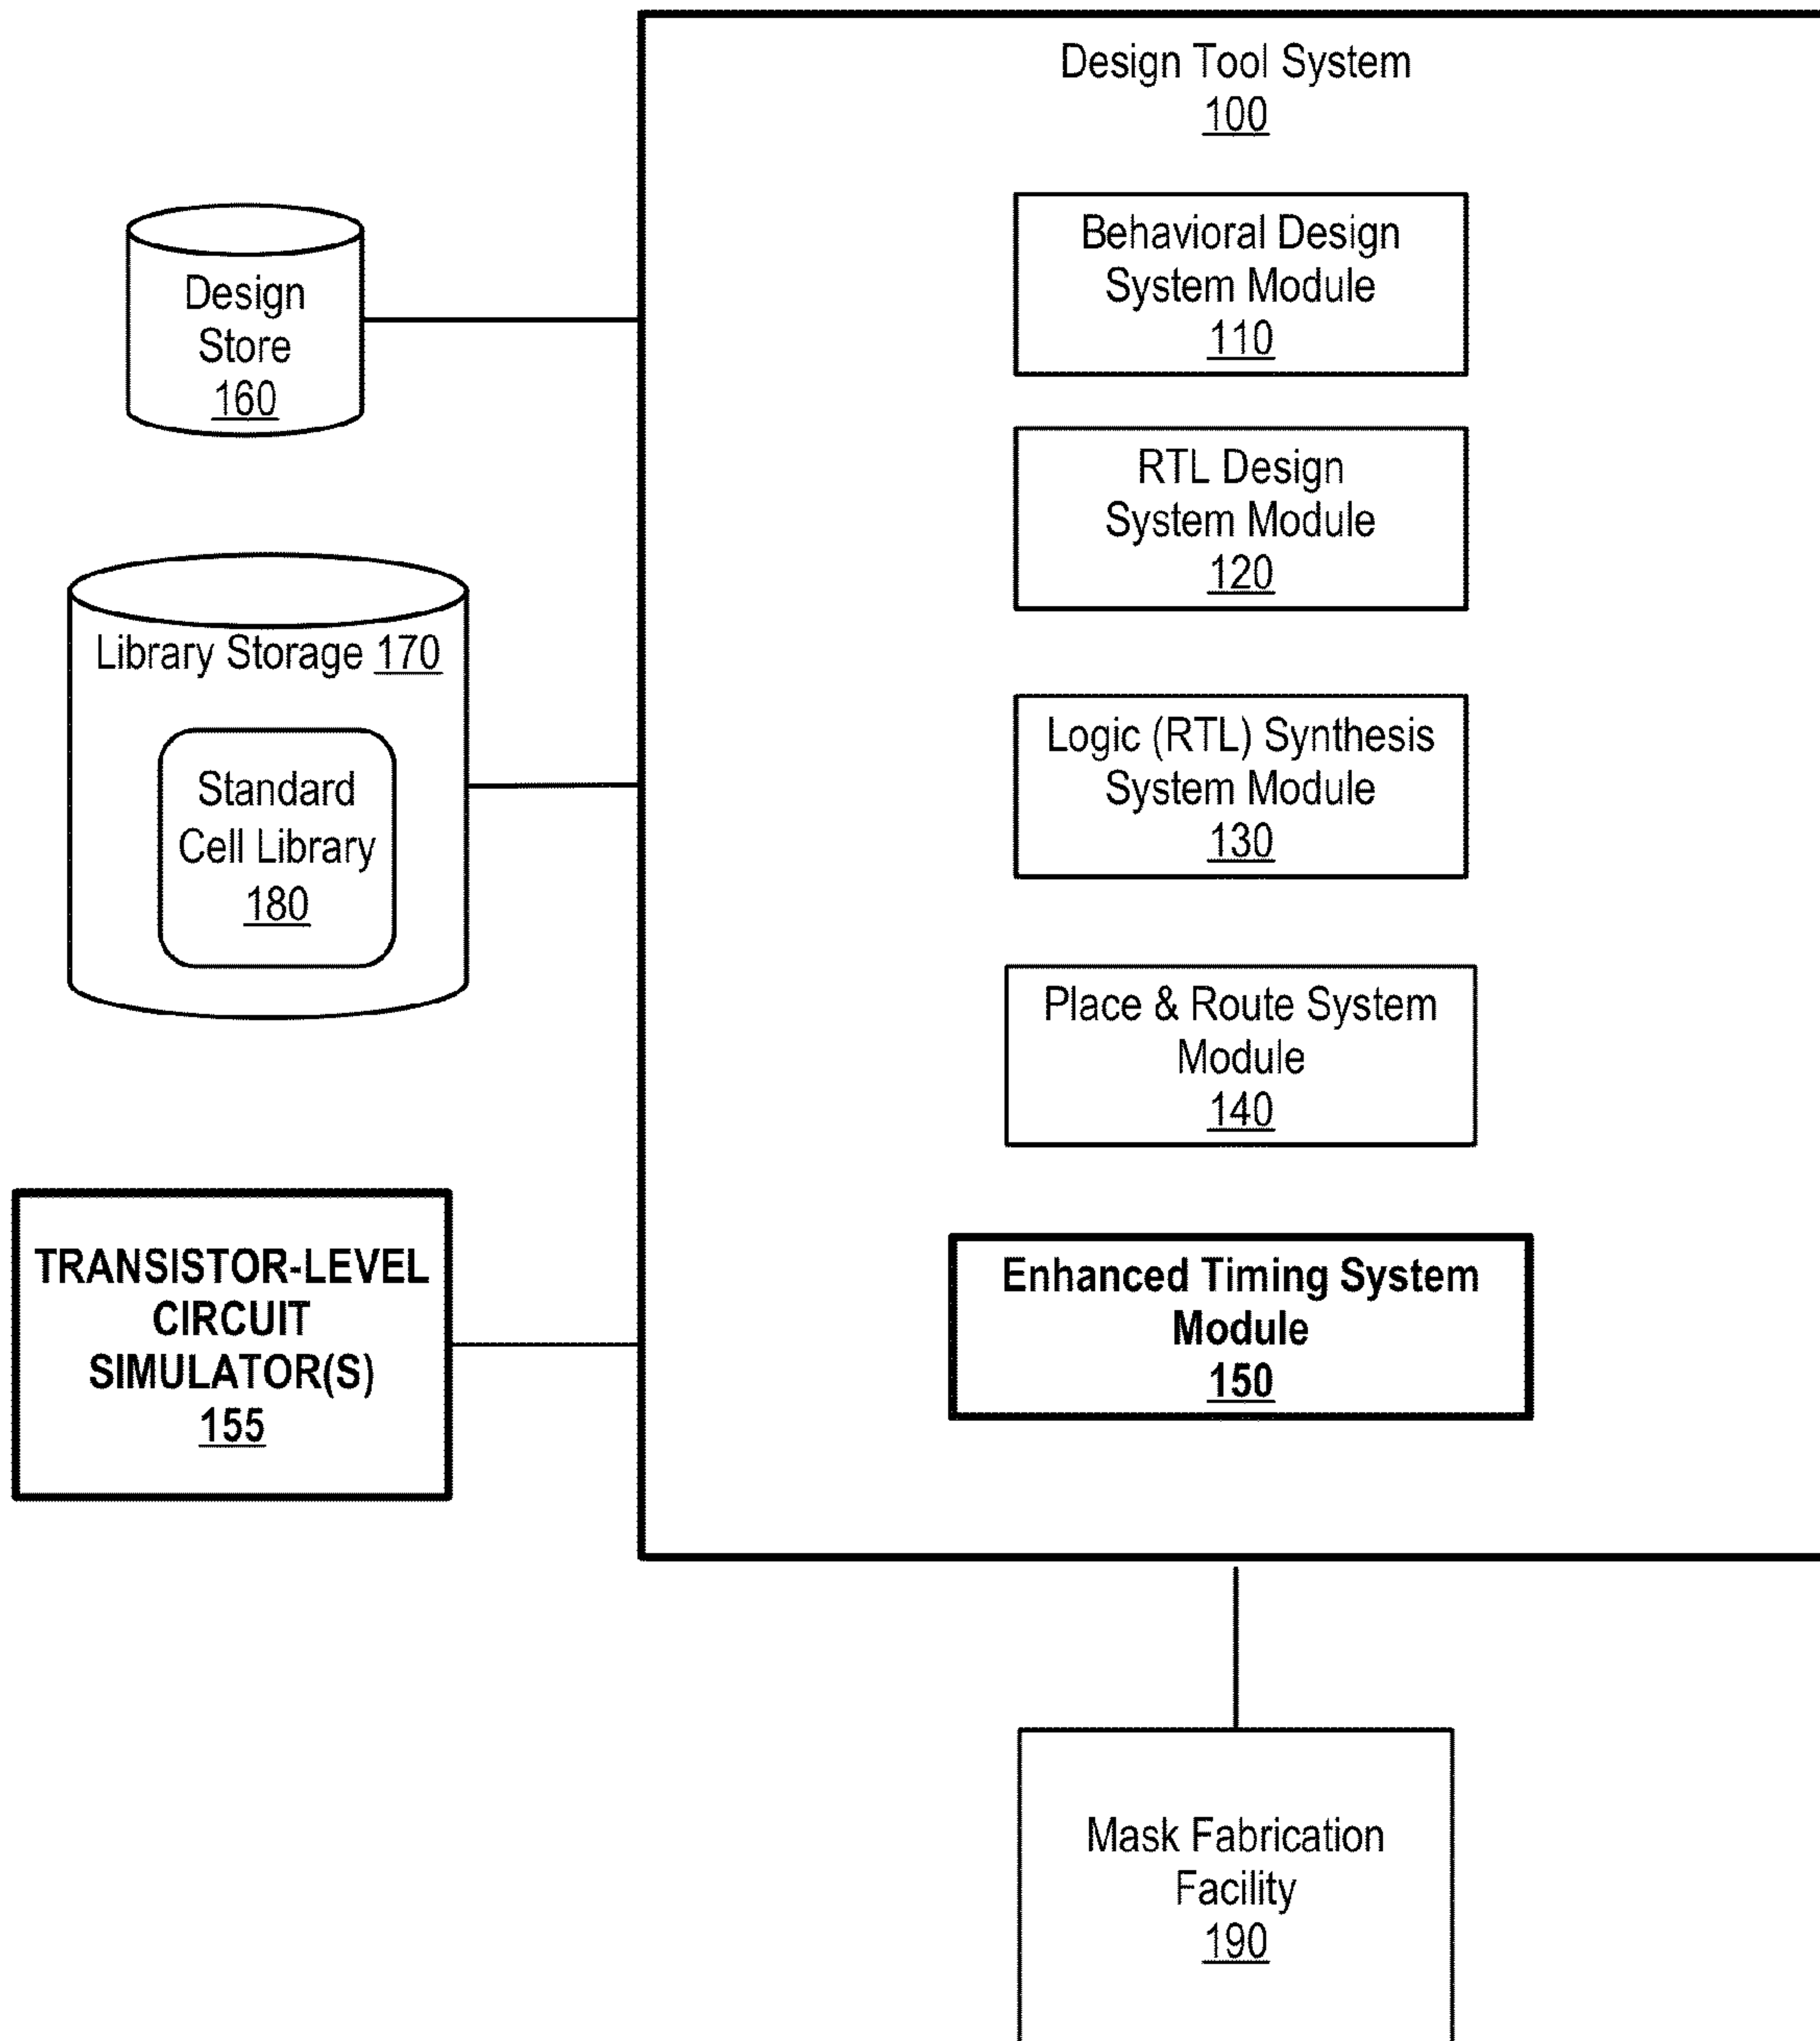 Design Tool System
100
Behavioral Design
System Module
110
RTL Design
System Module
120
Logic (RTL) Synthesis
System Module
130
Place & Route System
Module
140
Enhanced Timing System
Module
150
Design
Store
160
Library Storage 170
Standard
Cell Library
180
TRANSISTOR-LEVEL
CIRCUIT
SIMULATOR(S)
155
Mask Fabrication
Facility
190